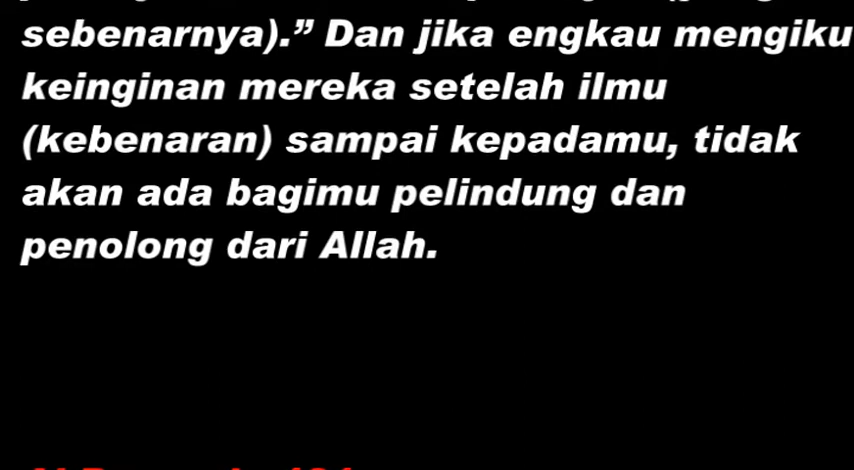 sebenarnya).” Dan jika engkau mengiku
keinginan mereka setelah ilmu
(kebenaran) sampai kepadamu, tidak
akan ada bagimu pelindung dan
penolong dari Allah.